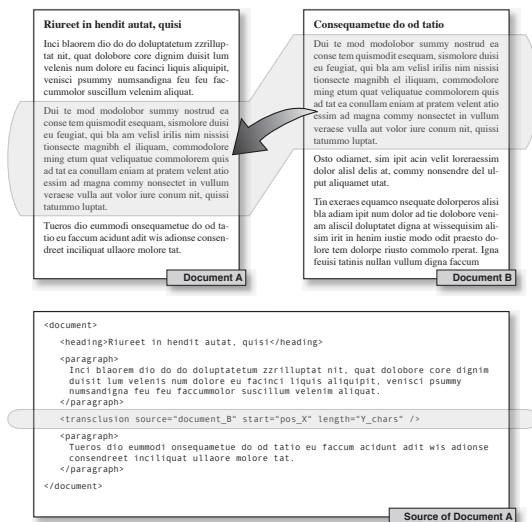 Riureet in hendit autat, quisi
Inci blaorem dio do do doluptatetum zzrillup-
tat nit, quat dolobore core dignim duisit lum
velenis num dolore eu facinci liquis aliquipit,
venisci psummy numsandigna feu feu fac-
cummolor suscillum velenim aliquat.
Dui te mod modolobor summy nostrud ea
conse tem quismodit esequam, sismolore duisi
eu feugiat, qui bla am velisl irilis nim nissisi
tionsecte magnibh el iliquam, commodolore
ming etum quat veliquatue commolorem quis
ad tat ea conullam eniam at pratem velent atio
essim ad magna commy nonsectet in vullum
veraese vulla aut volor iure conum nit, quissi
tatummo luptat.
Tueros dio eummodi onsequametue do od ta-
tio eu faccum acidunt adit wis adionse consen-
dreet inciliquat ullaore molore tat.
Document A
Consequametue do od tatio
Dui te mod modolobor summy nostrud ea
conse tem quismodit esequam, sismolore duisi
eu feugiat, qui bla am velisl irilis nim nissisi
tionsecte magnibh el iliquam, commodolore
ming etum quat veliquatue commolorem quis
ad tat ea conullam eniam at pratem velent atio
essim ad magna commy nonsectet in vullum
veraese vulla aut volor iure conum nit, quissi
tatummo luptat.
Osto odiamet, sim ipit acin velit loreraessim
dolor alisl delis at, commy nonsendre del ul-
put aliquamet utat.
Tin exeraes equamco nsequate dolorperos alisi
bla adiam ipit num dolor ad tie dolobore veni-
am aliscil doluptatet digna at wissequisim ali-
sim irit in henim iustie modo odit praesto do-
lore tem dolorpe riusto commolo rperat. Igna
feuisi tatinis nullan vullum digna faccum
Document B
<document>
<heading>Riureet in hendit autat, quisi</heading>
<paragraph>
Inci blaorem dio do do doluptatetum zzrilluptat nit, quat dolobore core dignim
duisit lum velenis num dolore eu facinci liquis aliquipit, venisci psummy
numsandigna feu feu faccummolor suscillum velenim aliquat.
</paragraph>
<transclusion source="document_B" start="pos_X" length="Y_chars" />
<paragraph>
Tueros dio eummodi onsequametue do od tatio eu faccum acidunt adit wis adionse
consendreet inciliquat ullaore molore tat.
</paragraph>
</document>
Source of Document A